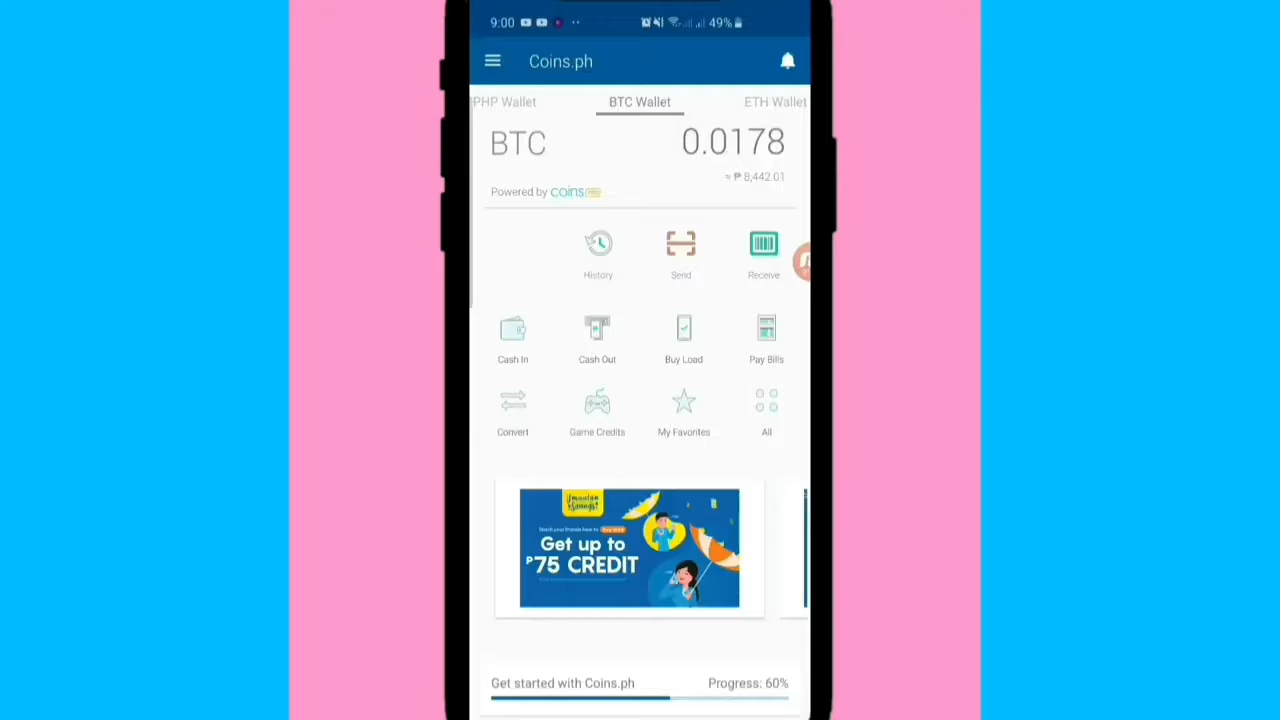 9:00
49%
Coins.ph
PHP Wallet
BTC Wallet
ETH Wallet
BTC
0.0178
≈ ₱ 8,442.01
Powered by coins
History
Send
Receive
Cash In
Cash Out
Buy Load
Pay Bills
Convert
Game Credits
My Favorites
All
Get up to
₱75 CREDIT
Get started with Coins.ph
Progress: 60%